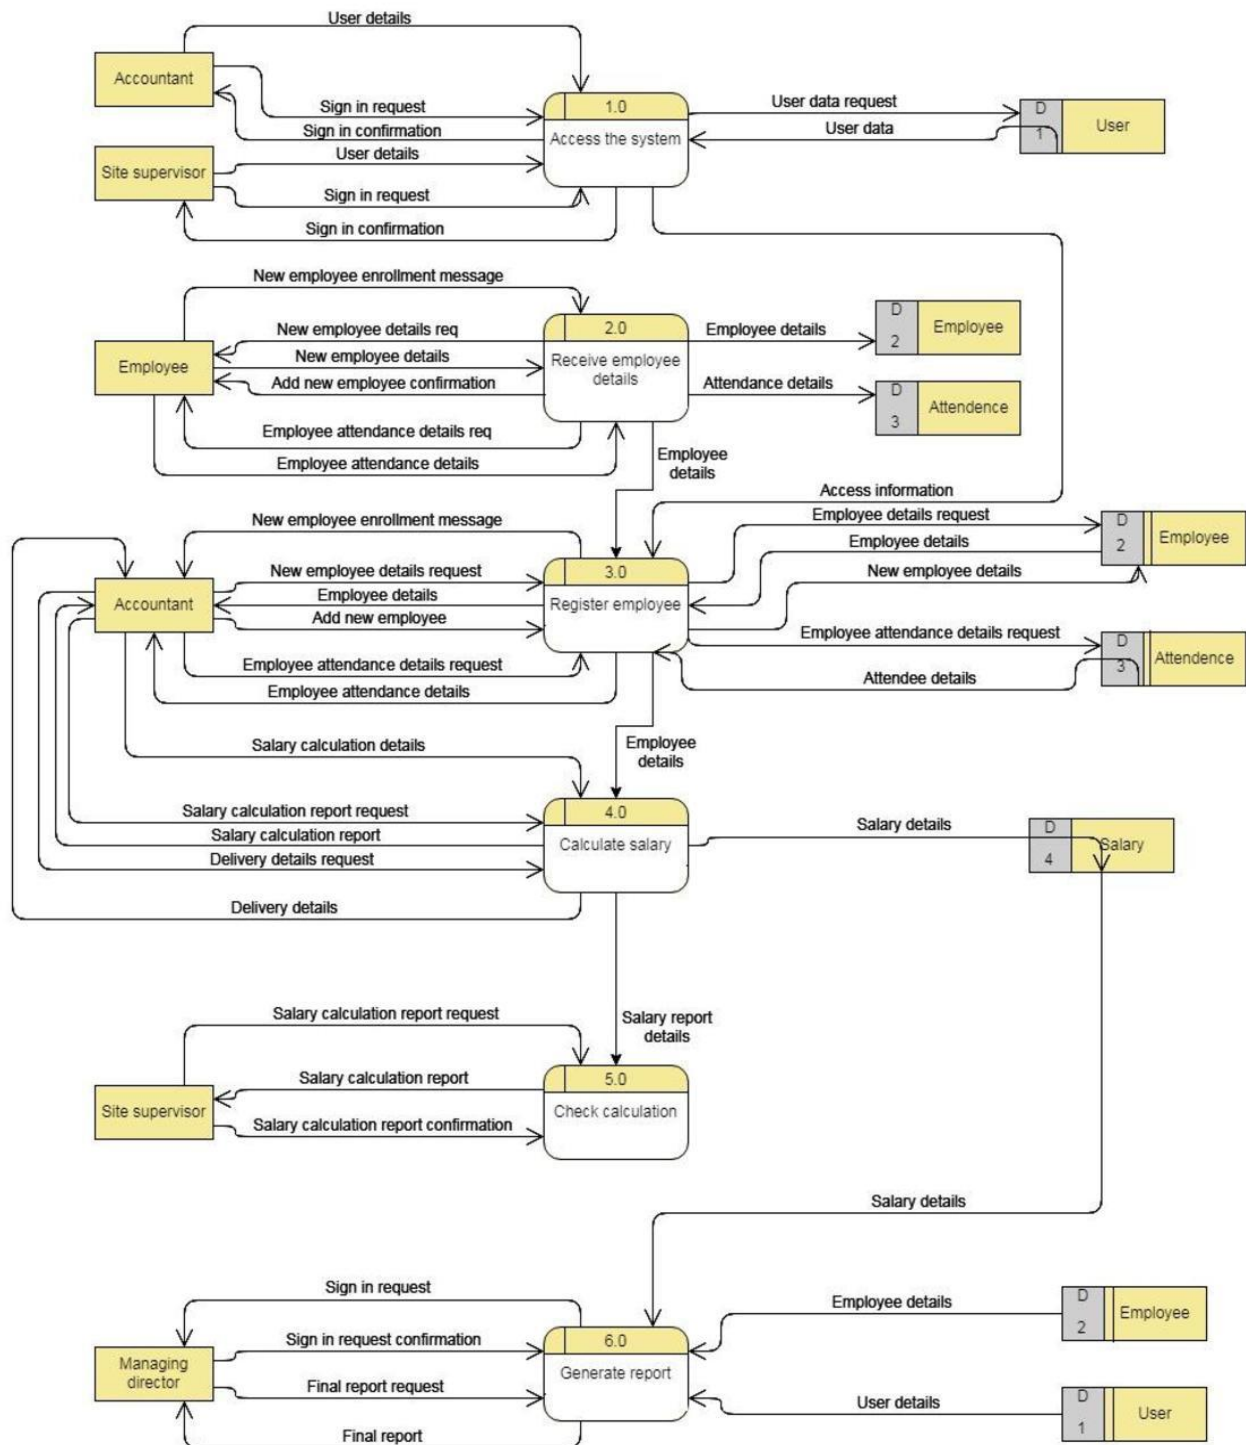 User details
Accountant
Sign in request
Sign in confirmation
1.0
Access the system
User data request
User data
D
1
User
Site supervisor
User details
Sign in request
Sign in confirmation
New employee enrollment message
Employee
New employee details req
New employee details
Add new employee confirmation
Employee attendance details req
Employee attendance details
2.0
Receive employee
details
Employee details
D
2
Employee
Attendance details
D
3
Attendence
Employee
details
Access information
New employee enrollment message
Accountant
New employee details request
Employee details
Add new employee
Employee attendance details request
Employee attendance details
3.0
Register employee
Employee details request
Employee details
New employee details
D
2
Employee
Employee attendance details request
Attendee details
D
3
Attendence
Salary calculation details
Employee
details
Salary calculation report request
Salary calculation report
Delivery details request
Delivery details
4.0
Calculate salary
Salary details
D
4
Salary
Salary calculation report request
Salary report
details
Site supervisor
Salary calculation report
Salary calculation report confirmation
5.0
Check calculation
Salary details
Sign in request
Managing
director
Sign in request confirmation
Final report request
Final report
6.0
Generate report
Employee details
D
2
Employee
User details
D
1
User